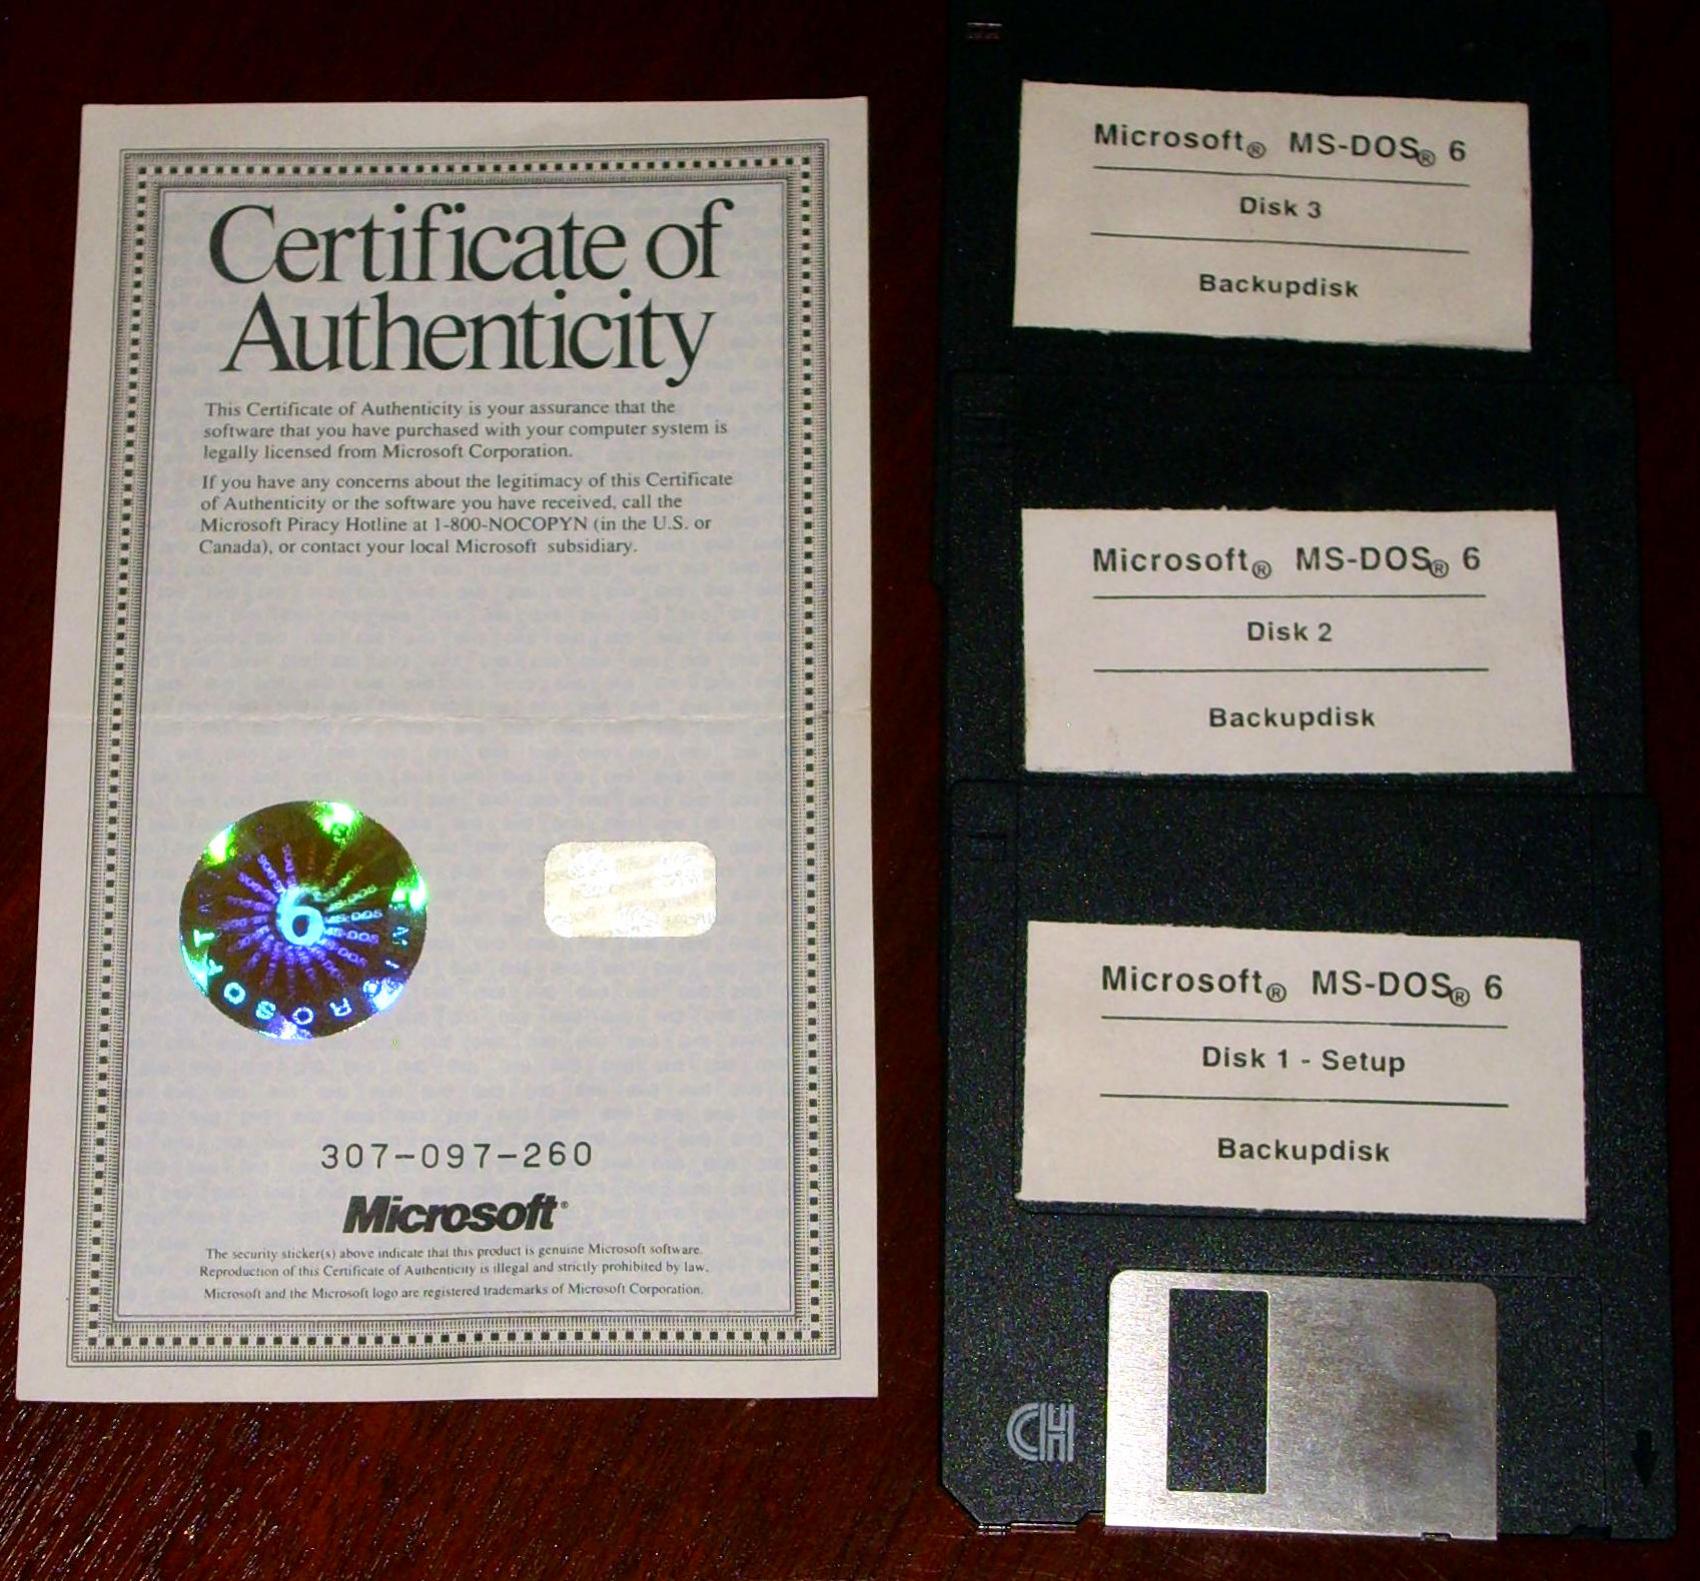 Certificate of
Authenticity
This Certificate of Authenticity is your assurance that the
software that you have purchased with your computer system is
legally licensed from Microsoft Corporation.
If you have any concerns about the legitimacy of this Certificate
of Authenticity or the software you have received, call the
Microsoft Piracy Hotline at 1-800-NOCOPYN (in the U.S. or
Canada), or contact your local Microsoft subsidiary.
6
MS-DOS
MICROSOFT
307-097-260
Microsoft®
The security sticker(s) above indicate that this product is genuine Microsoft software.
Reproduction of this Certificate of Authenticity is illegal and strictly prohibited by law.
Microsoft and the Microsoft logo are registered trademarks of Microsoft Corporation.
Microsoft® MS-DOS® 6
Disk 3
Backupdisk
Microsoft® MS-DOS® 6
Disk 2
Backupdisk
Microsoft® MS-DOS® 6
Disk 1 - Setup
Backupdisk
CH